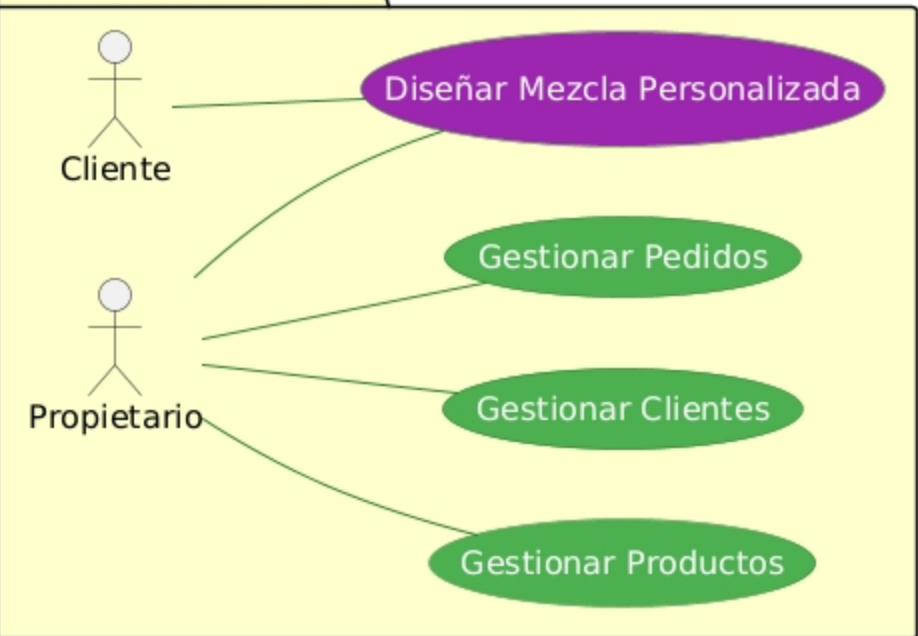 Diseñar Mezcla Personalizada
Cliente
Gestionar Pedidos
Gestionar Clientes
Propietario
Gestionar Productos